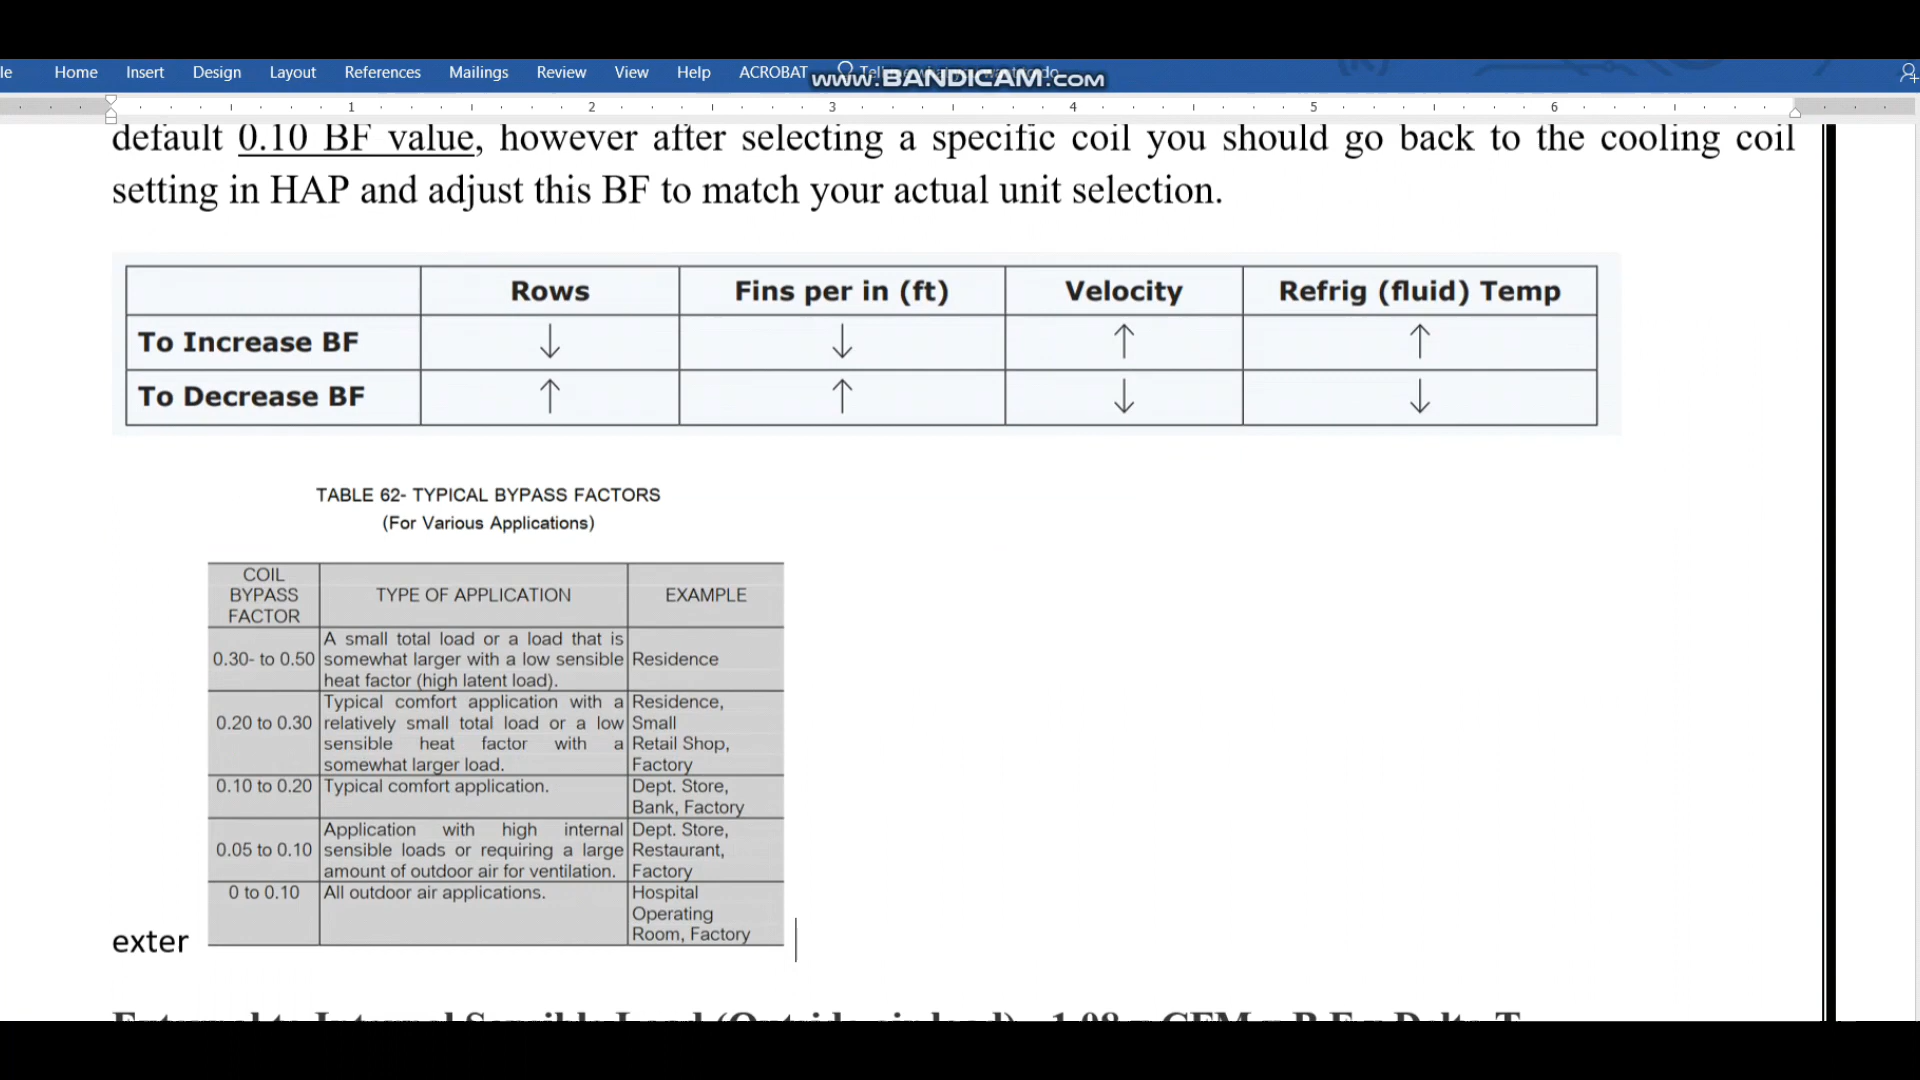 le Home Insert Design Layout References Mailings Review View Help ACROBAT
www.BANDICAM.com
1 2 3 4 5 6
default 0.10 BF value, however after selecting a specific coil you should go back to the cooling coil
setting in HAP and adjust this BF to match your actual unit selection.
Rows Fins per in (ft) Velocity Refrig (fluid) Temp
To Increase BF ↓ ↓ ↑ ↑
To Decrease BF ↑ ↑ ↓ ↓
TABLE 62- TYPICAL BYPASS FACTORS
(For Various Applications)
COIL
BYPASS
FACTOR
TYPE OF APPLICATION
EXAMPLE
0.30- to 0.50
A small total load or a load that is
somewhat larger with a low sensible
heat factor (high latent load).
Residence
0.20 to 0.30
Typical comfort application with a
relatively small total load or a low
sensible heat factor with a
somewhat larger load.
Residence,
Small
Retail Shop,
Factory
0.10 to 0.20
Typical comfort application.
Dept. Store,
Bank, Factory
0.05 to 0.10
Application with high internal
sensible loads or requiring a large
amount of outdoor air for ventilation.
Dept. Store,
Restaurant,
Factory
0 to 0.10
All outdoor air applications.
Hospital
Operating
Room, Factory
exter